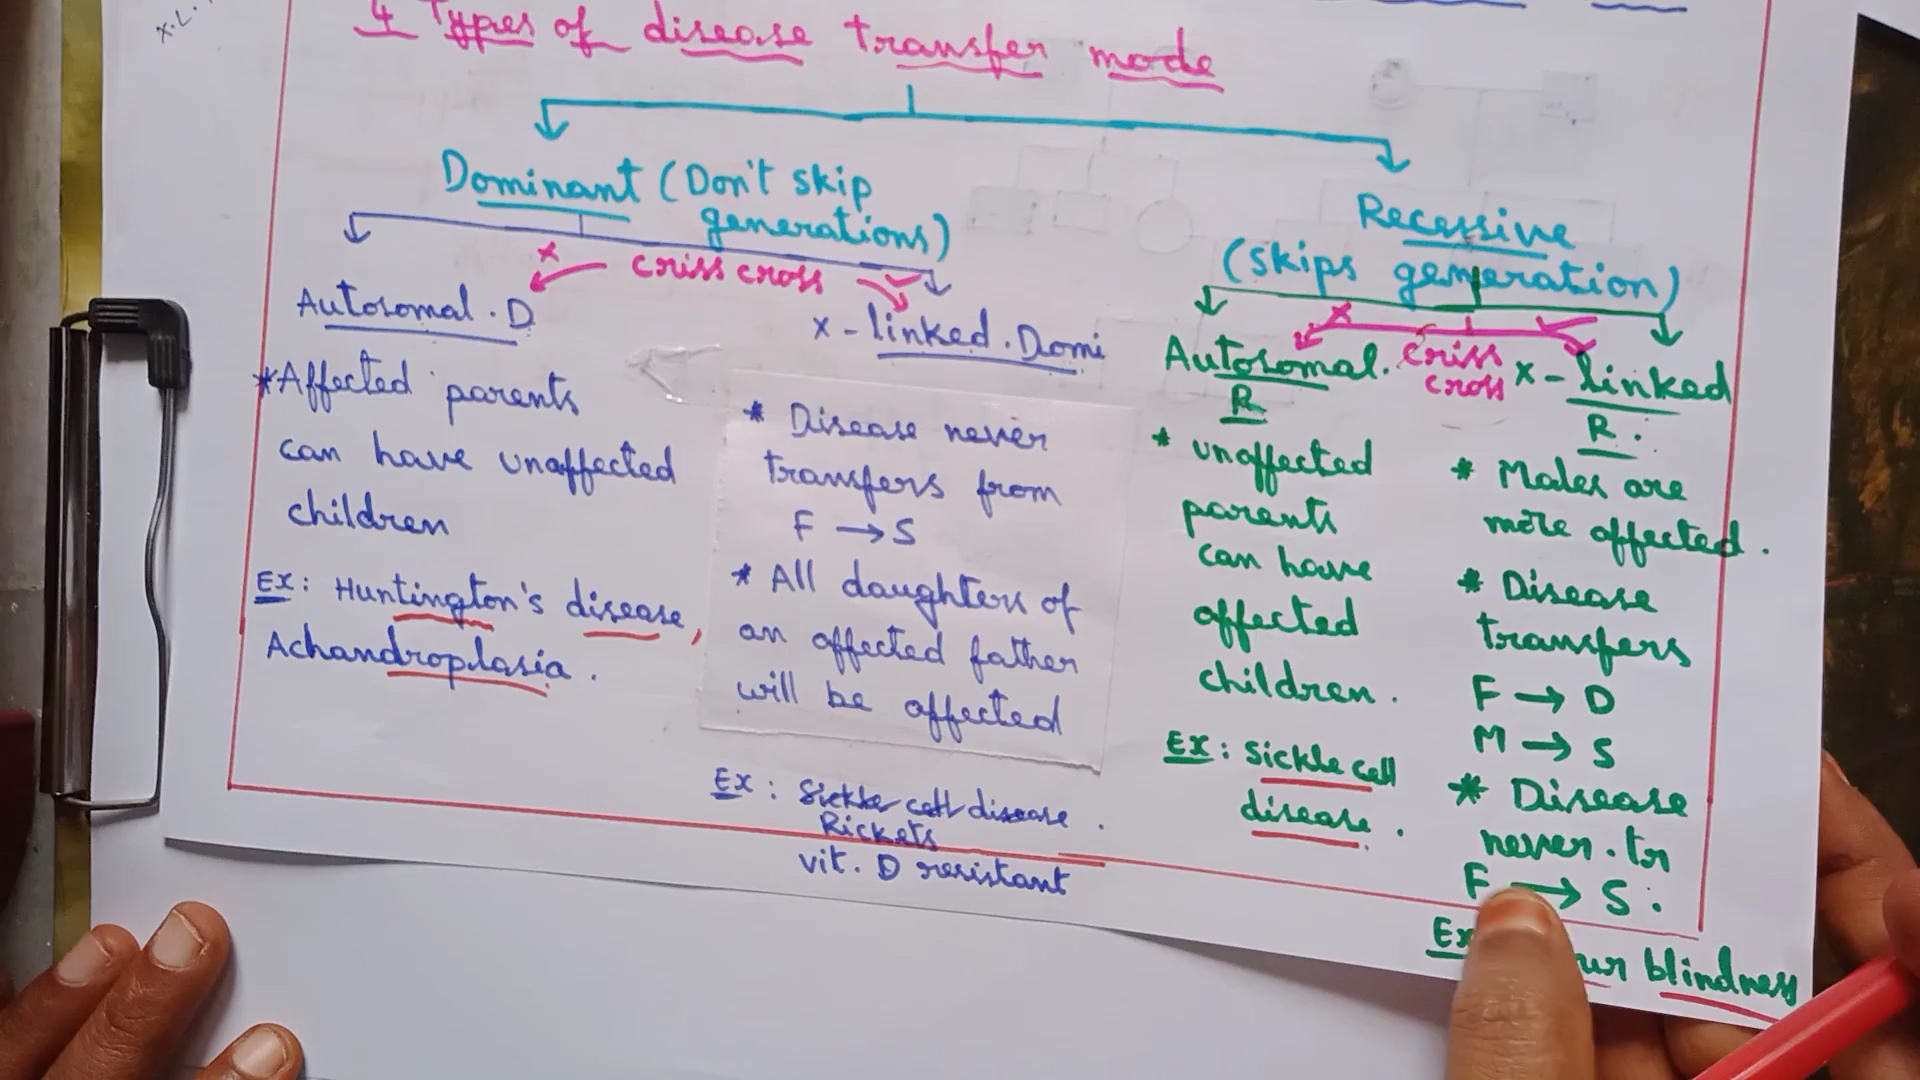 4 Types of disease transfer mode
Dominant (Don't skip
generations)
criss cross
Autosomal . D
x - linked . Domi
*Affected parents
can have unaffected
children
Ex : Huntington's disease,
Achandroplasia .
* Disease never
transfers from
F → S
* All daughters of
an affected father
will be affected
Ex : Sickle cell disease .
Rickets
vit. D resistant
Recessive
(skips generation)
Autosomal .
R
criss
cross
x - linked
R .
* unaffected
parents
can have
affected
children .
Ex : Sickle cell
disease .
* Males are
more affected .
* Disease
transfers
F → D
M → S
* Disease
never . tr
F → S .
Ex
blindness